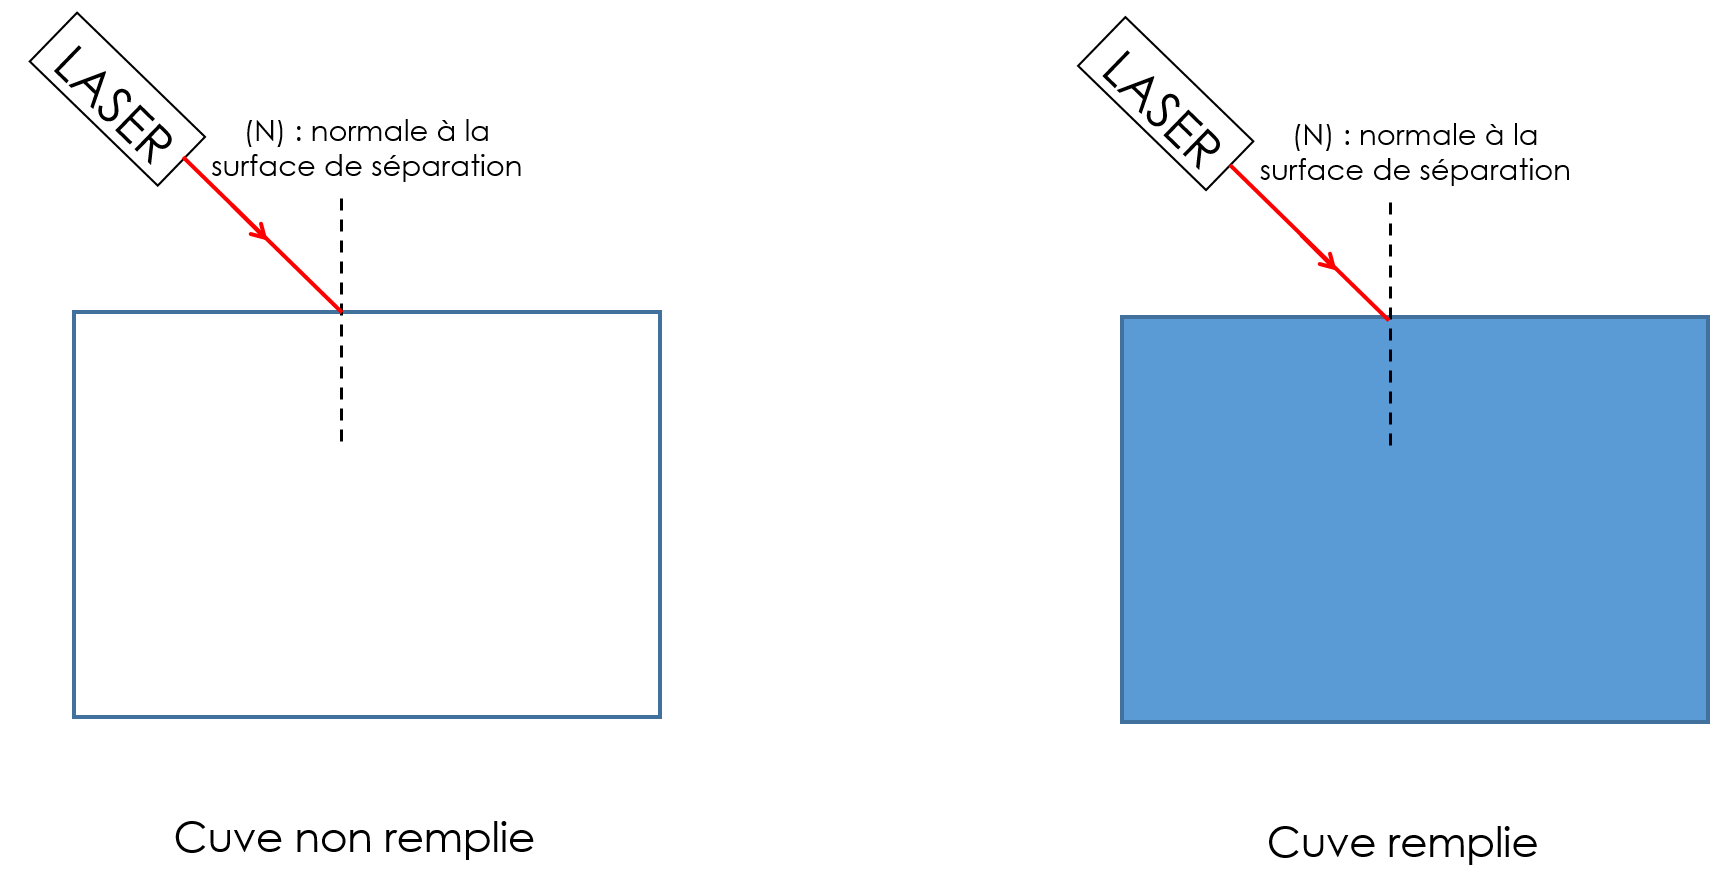 LASER
(N) : normale à la
surface de séparation
LASER
(N) : normale à la
surface de séparation
Cuve non remplie
Cuve remplie